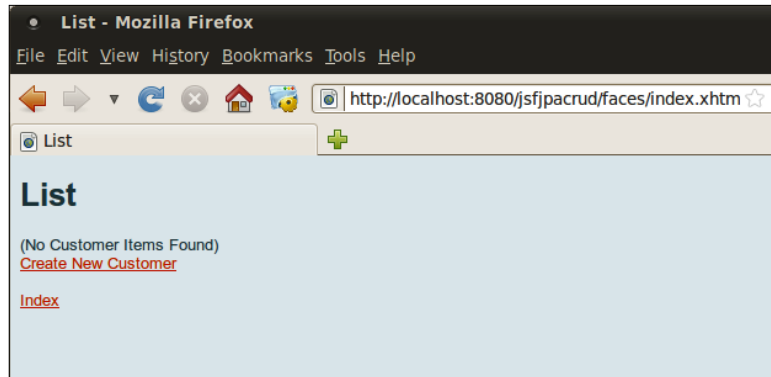 List - Mozilla Firefox
File Edit View History Bookmarks Tools Help
http://localhost:8080/jsfjpacrud/faces/index.xhtm
List
List
(No Customer Items Found)
Create New Customer
Index